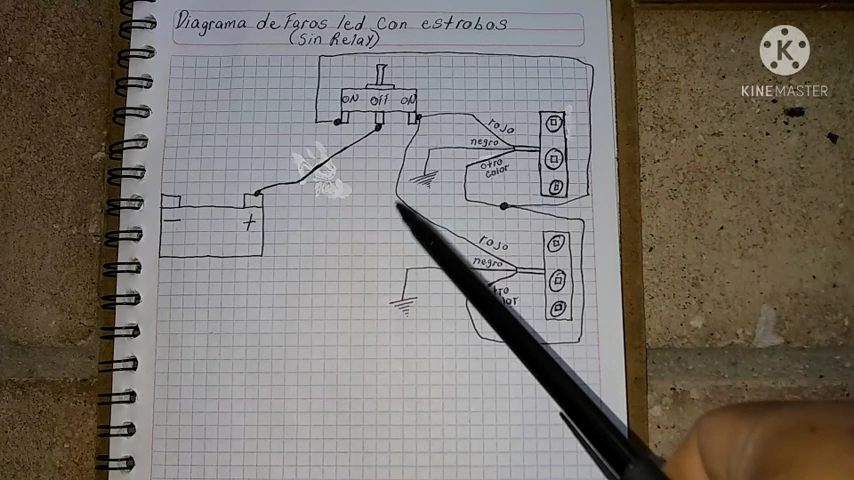 Diagrama de Faros led con estrobos
(Sin Relay)
K
KINEMASTER
ON OFF ON
rojo
negro
otro
color
- +
rojo
negro